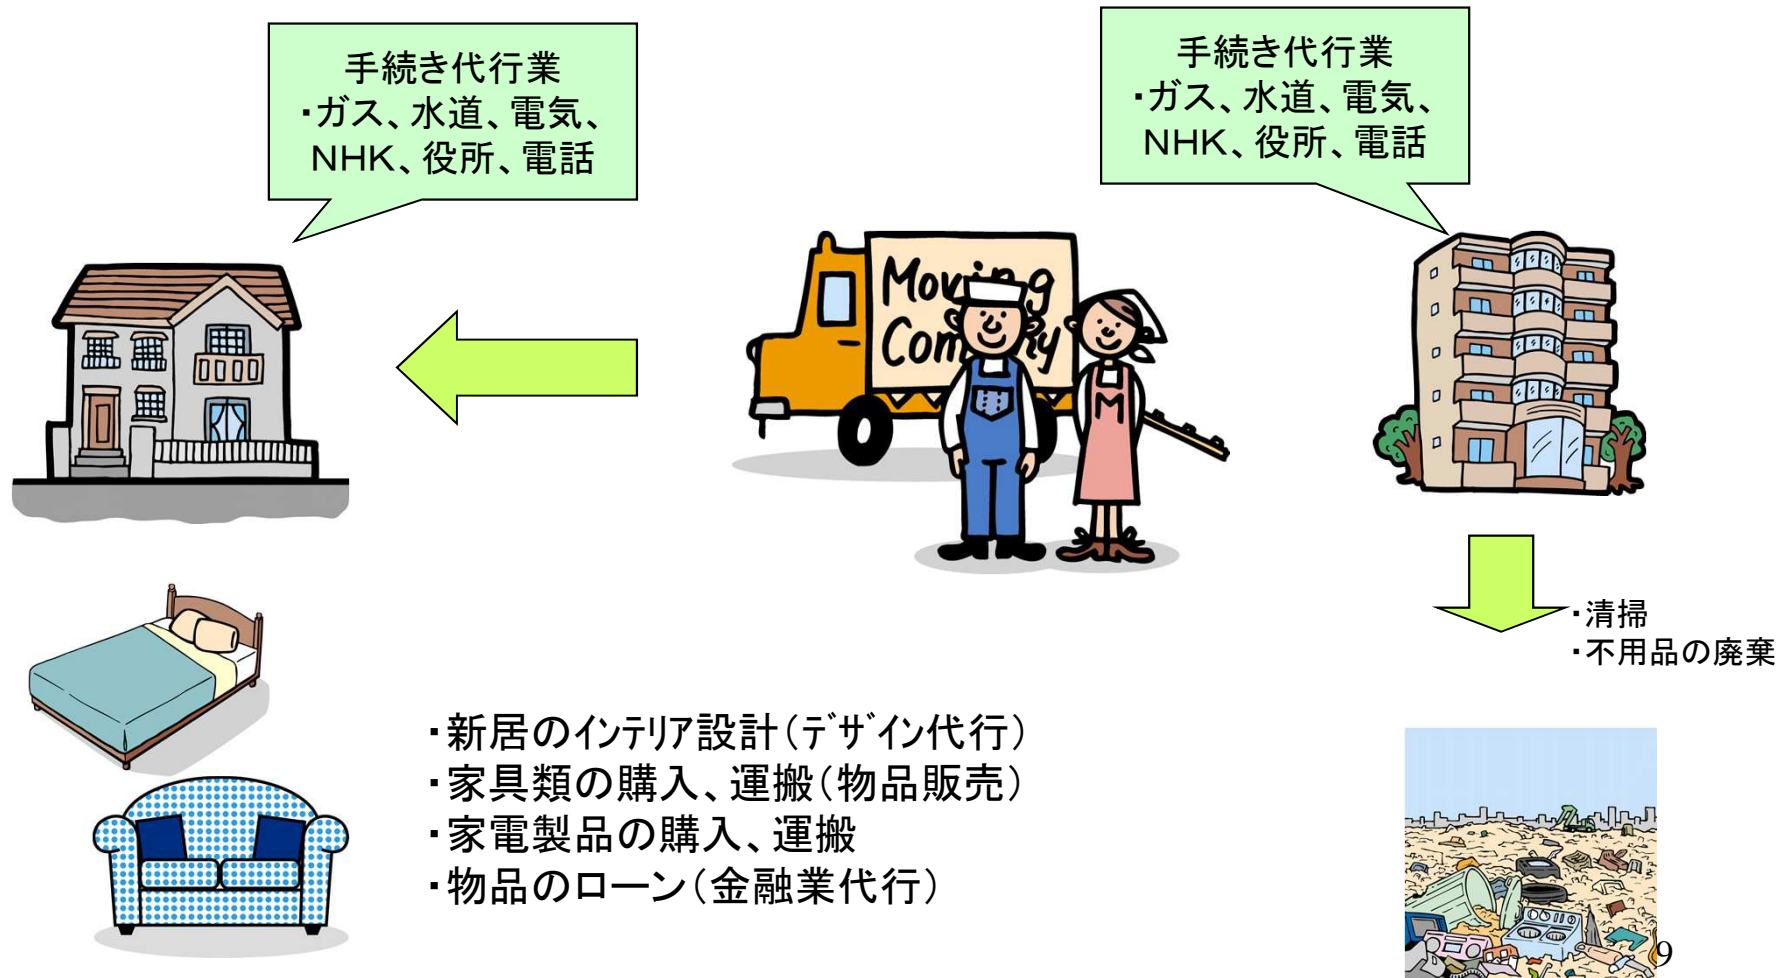 手続き代行業
・ガス、水道、電気、
NHK、役所、電話
手続き代行業
・ガス、水道、電気、
NHK、役所、電話
Moving
Company
M
・清掃
・不用品の廃棄
・新居のインテリア設計(デザイン代行)
・家具類の購入、運搬(物品販売)
・家電製品の購入、運搬
・物品のローン(金融業代行)
9